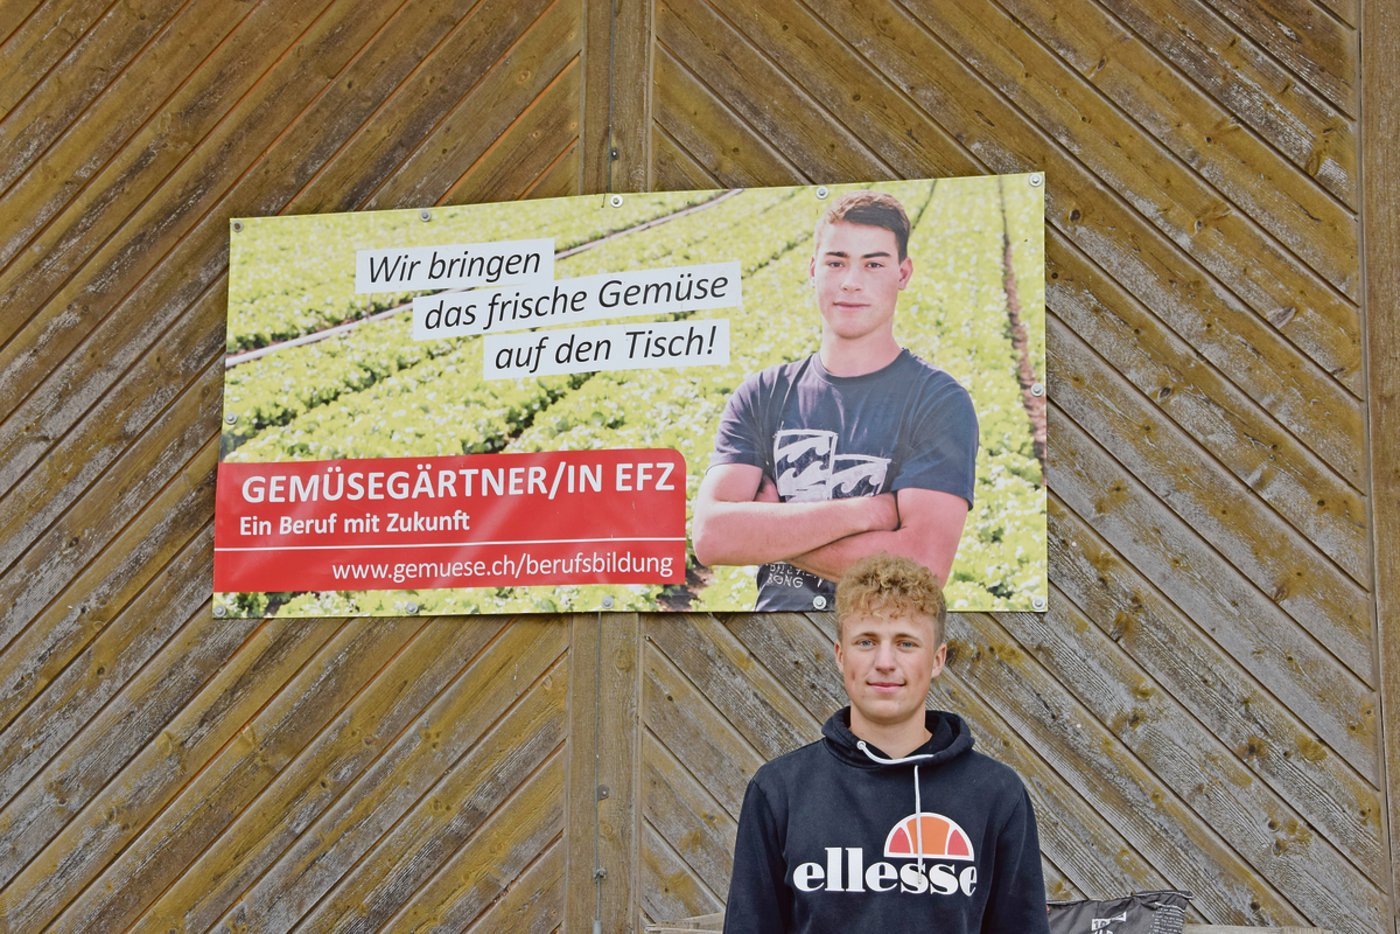 Wir bringen
das frische Gemüse
auf den Tisch!
GEMÜSEGÄRTNER/IN EFZ
Ein Beruf mit Zukunft
www.gemuese.ch/berufsbildung
ellesse